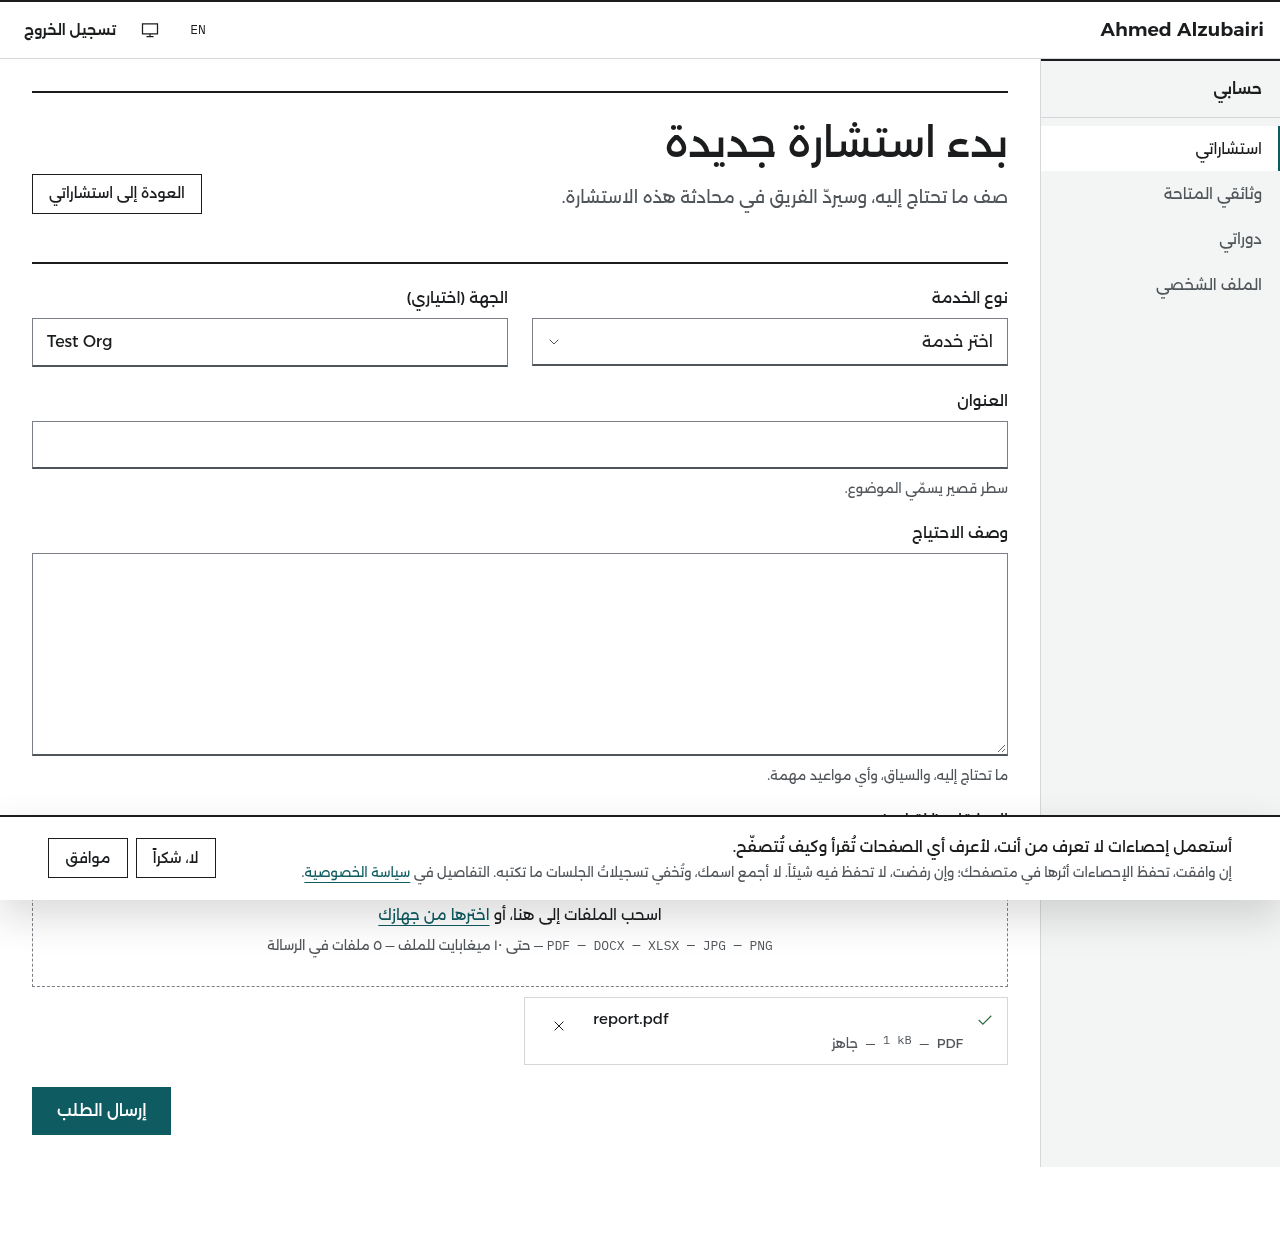 Ahmed Alzubairi
EN
تسجيل الخروج
حسابي
استشاراتي
وثائقي المتاحة
دوراتي
الملف الشخصي
بدء استشارة جديدة
صف ما تحتاج إليه، وسيردّ الفريق في محادثة هذه الاستشارة.
العودة إلى استشاراتي
نوع الخدمة
اختر خدمة
الجهة (اختياري)
Test Org
العنوان
سطر قصير يسمّي الموضوع.
وصف الاحتياج
ما تحتاج إليه، والسياق، وأي مواعيد مهمة.
أستعمل إحصاءات لا تعرف من أنت، لأعرف أي الصفحات تُقرأ وكيف تُتصفّح.
إن وافقت، تحفظ الإحصاءات أثرها في متصفحك؛ وإن رفضت، لا تحفظ فيه شيئاً. لا أجمع اسمك، وتُخفي تسجيلاتُ الجلسات ما تكتبه. التفاصيل في سياسة الخصوصية.
لا، شكراً
موافق
اسحب الملفات إلى هنا، أو اخترها من جهازك
PDF — DOCX — XLSX — JPG — PNG — حتى ١٠ ميغابايت للملف — ٥ ملفات في الرسالة
report.pdf
PDF — 1 kB — جاهز
إرسال الطلب